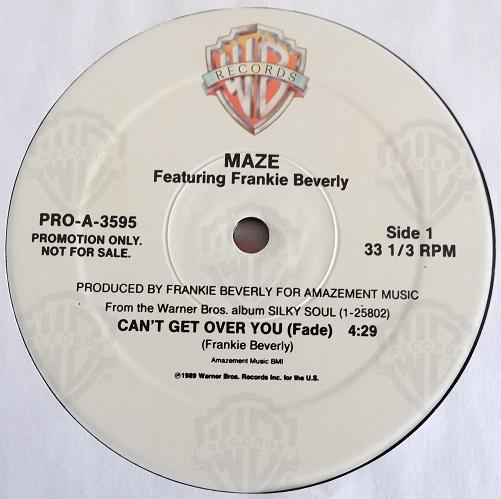 WB
RECORDS
MAZE
Featuring Frankie Beverly
PRO-A-3595
PROMOTION ONLY.
NOT FOR SALE.
Side 1
33 1/3 RPM
PRODUCED BY FRANKIE BEVERLY FOR AMAZEMENT MUSIC
From the Warner Bros. album SILKY SOUL (1-25802)
CAN'T GET OVER YOU (Fade) 4:29
(Frankie Beverly)
Amazement Music BMI
℗1989 Warner Bros. Records Inc. for the U.S.